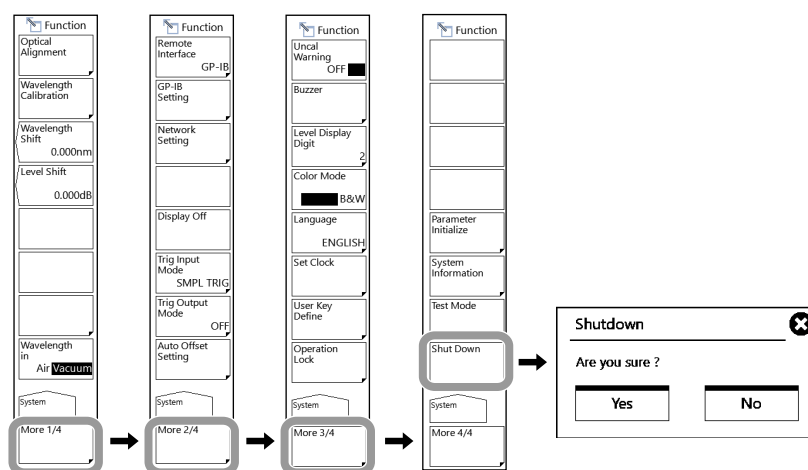 Function
Optical
Alignment
Wavelength
Calibration
Wavelength
Shift
0.000nm
Level Shift
0.000dB
Wavelength
in
Air Vacuum
System
More 1/4
Function
Remote
Interface
GP-IB
GP-IB
Setting
Network
Setting
Display Off
Trig Input
Mode
SMPL TRIG
Trig Output
Mode
OFF
Auto Offset
Setting
System
More 2/4
Function
Uncal
Warning
OFF
Buzzer
Level Display
Digit
2
Color Mode
B&W
Language
ENGLISH
Set Clock
User Key
Define
Operation
Lock
System
More 3/4
Function
Parameter
Initialize
System
Information
Test Mode
Shut Down
System
More 4/4
Shutdown
Are you sure ?
Yes No